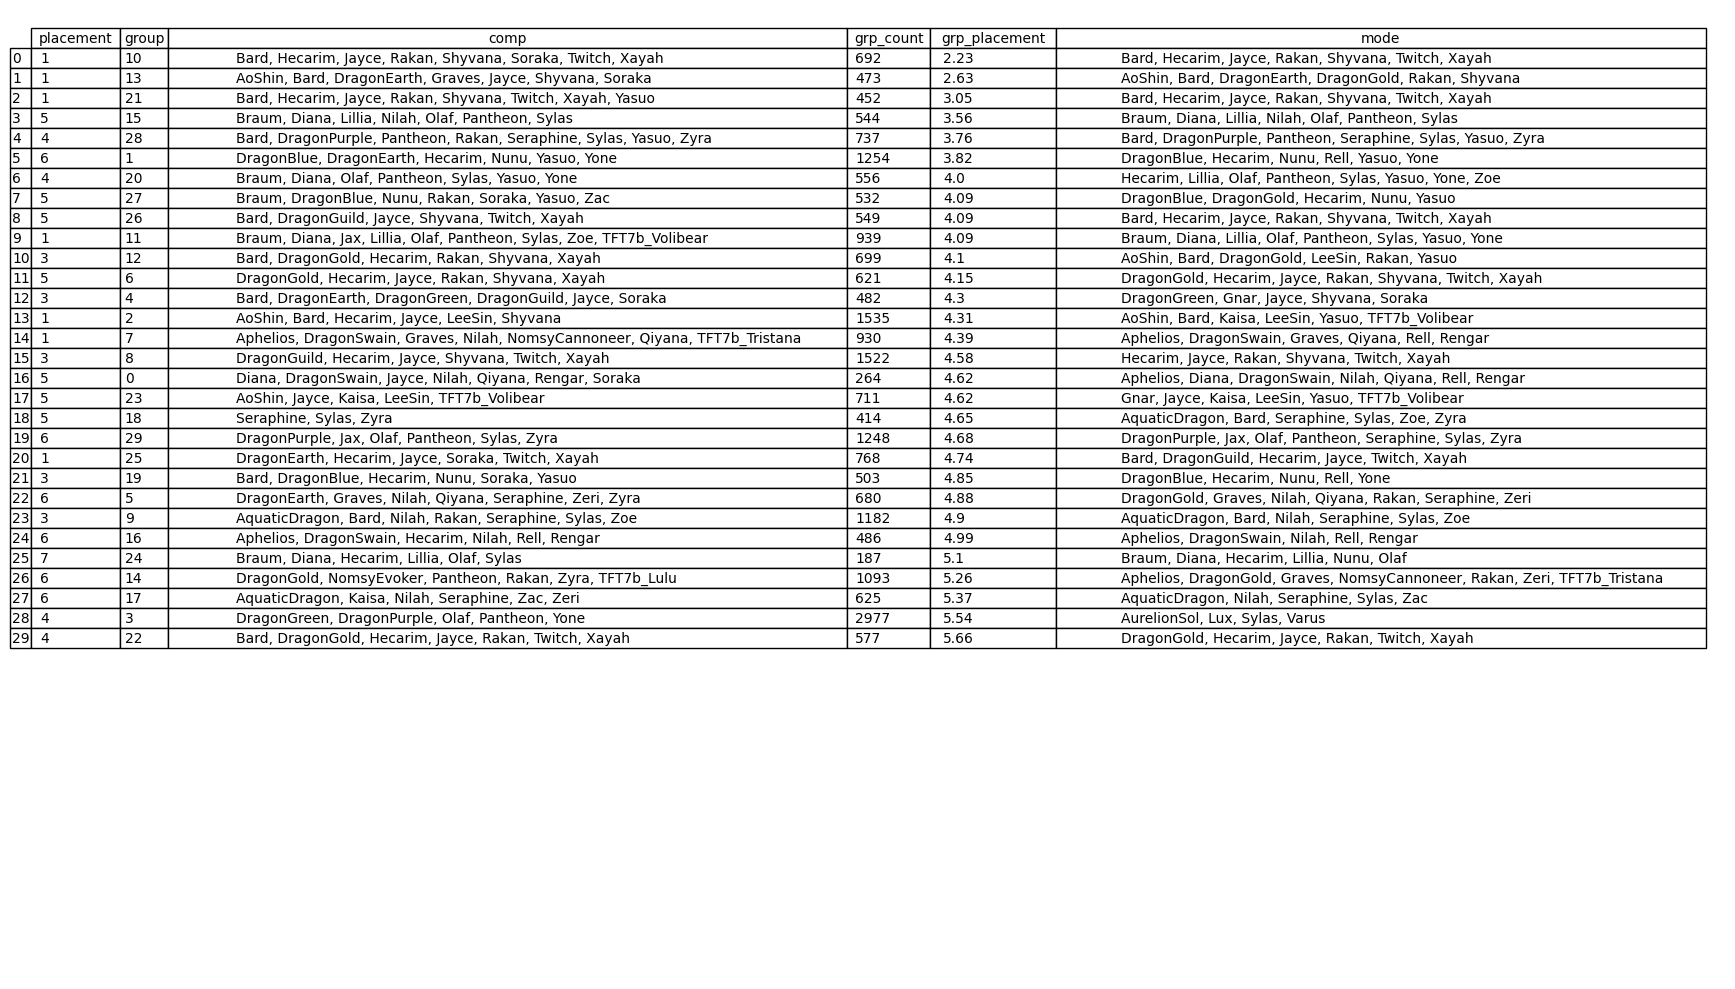 placement group comp grp_count grp_placement mode
0 1 10 Bard, Hecarim, Jayce, Rakan, Shyvana, Soraka, Twitch, Xayah 692 2.23 Bard, Hecarim, Jayce, Rakan, Shyvana, Twitch, Xayah
1 1 13 AoShin, Bard, DragonEarth, Graves, Jayce, Shyvana, Soraka 473 2.63 AoShin, Bard, DragonEarth, DragonGold, Rakan, Shyvana
2 1 21 Bard, Hecarim, Jayce, Rakan, Shyvana, Twitch, Xayah, Yasuo 452 3.05 Bard, Hecarim, Jayce, Rakan, Shyvana, Twitch, Xayah
3 5 15 Braum, Diana, Lillia, Nilah, Olaf, Pantheon, Sylas 544 3.56 Braum, Diana, Lillia, Nilah, Olaf, Pantheon, Sylas
4 4 28 Bard, DragonPurple, Pantheon, Rakan, Seraphine, Sylas, Yasuo, Zyra 737 3.76 Bard, DragonPurple, Pantheon, Seraphine, Sylas, Yasuo, Zyra
5 6 1 DragonBlue, DragonEarth, Hecarim, Nunu, Yasuo, Yone 1254 3.82 DragonBlue, Hecarim, Nunu, Rell, Yasuo, Yone
6 4 20 Braum, Diana, Olaf, Pantheon, Sylas, Yasuo, Yone 556 4.0 Hecarim, Lillia, Olaf, Pantheon, Sylas, Yasuo, Yone, Zoe
7 5 27 Braum, DragonBlue, Nunu, Rakan, Soraka, Yasuo, Zac 532 4.09 DragonBlue, DragonGold, Hecarim, Nunu, Yasuo
8 5 26 Bard, DragonGuild, Jayce, Shyvana, Twitch, Xayah 549 4.09 Bard, Hecarim, Jayce, Rakan, Shyvana, Twitch, Xayah
9 1 11 Braum, Diana, Jax, Lillia, Olaf, Pantheon, Sylas, Zoe, TFT7b_Volibear 939 4.09 Braum, Diana, Lillia, Olaf, Pantheon, Sylas, Yasuo, Yone
10 3 12 Bard, DragonGold, Hecarim, Rakan, Shyvana, Xayah 699 4.1 AoShin, Bard, DragonGold, LeeSin, Rakan, Yasuo
11 5 6 DragonGold, Hecarim, Jayce, Rakan, Shyvana, Xayah 621 4.15 DragonGold, Hecarim, Jayce, Rakan, Shyvana, Twitch, Xayah
12 3 4 Bard, DragonEarth, DragonGreen, DragonGuild, Jayce, Soraka 482 4.3 DragonGreen, Gnar, Jayce, Shyvana, Soraka
13 1 2 AoShin, Bard, Hecarim, Jayce, LeeSin, Shyvana 1535 4.31 AoShin, Bard, Kaisa, LeeSin, Yasuo, TFT7b_Volibear
14 1 7 Aphelios, DragonSwain, Graves, Nilah, NomsyCannoneer, Qiyana, TFT7b_Tristana 930 4.39 Aphelios, DragonSwain, Graves, Qiyana, Rell, Rengar
15 3 8 DragonGuild, Hecarim, Jayce, Shyvana, Twitch, Xayah 1522 4.58 Hecarim, Jayce, Rakan, Shyvana, Twitch, Xayah
16 5 0 Diana, DragonSwain, Jayce, Nilah, Qiyana, Rengar, Soraka 264 4.62 Aphelios, Diana, DragonSwain, Nilah, Qiyana, Rell, Rengar
17 5 23 AoShin, Jayce, Kaisa, LeeSin, TFT7b_Volibear 711 4.62 Gnar, Jayce, Kaisa, LeeSin, Yasuo, TFT7b_Volibear
18 5 18 Seraphine, Sylas, Zyra 414 4.65 AquaticDragon, Bard, Seraphine, Sylas, Zoe, Zyra
19 6 29 DragonPurple, Jax, Olaf, Pantheon, Sylas, Zyra 1248 4.68 DragonPurple, Jax, Olaf, Pantheon, Seraphine, Sylas, Zyra
20 1 25 DragonEarth, Hecarim, Jayce, Soraka, Twitch, Xayah 768 4.74 Bard, DragonGuild, Hecarim, Jayce, Twitch, Xayah
21 3 19 Bard, DragonBlue, Hecarim, Nunu, Soraka, Yasuo 503 4.85 DragonBlue, Hecarim, Nunu, Rell, Yone
22 6 5 DragonEarth, Graves, Nilah, Qiyana, Seraphine, Zeri, Zyra 680 4.88 DragonGold, Graves, Nilah, Qiyana, Rakan, Seraphine, Zeri
23 3 9 AquaticDragon, Bard, Nilah, Rakan, Seraphine, Sylas, Zoe 1182 4.9 AquaticDragon, Bard, Nilah, Seraphine, Sylas, Zoe
24 6 16 Aphelios, DragonSwain, Hecarim, Nilah, Rell, Rengar 486 4.99 Aphelios, DragonSwain, Nilah, Rell, Rengar
25 7 24 Braum, Diana, Hecarim, Lillia, Olaf, Sylas 187 5.1 Braum, Diana, Hecarim, Lillia, Nunu, Olaf
26 6 14 DragonGold, NomsyEvoker, Pantheon, Rakan, Zyra, TFT7b_Lulu 1093 5.26 Aphelios, DragonGold, Graves, NomsyCannoneer, Rakan, Zeri, TFT7b_Tristana
27 6 17 AquaticDragon, Kaisa, Nilah, Seraphine, Zac, Zeri 625 5.37 AquaticDragon, Nilah, Seraphine, Sylas, Zac
28 4 3 DragonGreen, DragonPurple, Olaf, Pantheon, Yone 2977 5.54 AurelionSol, Lux, Sylas, Varus
29 4 22 Bard, DragonGold, Hecarim, Jayce, Rakan, Twitch, Xayah 577 5.66 DragonGold, Hecarim, Jayce, Rakan, Twitch, Xayah